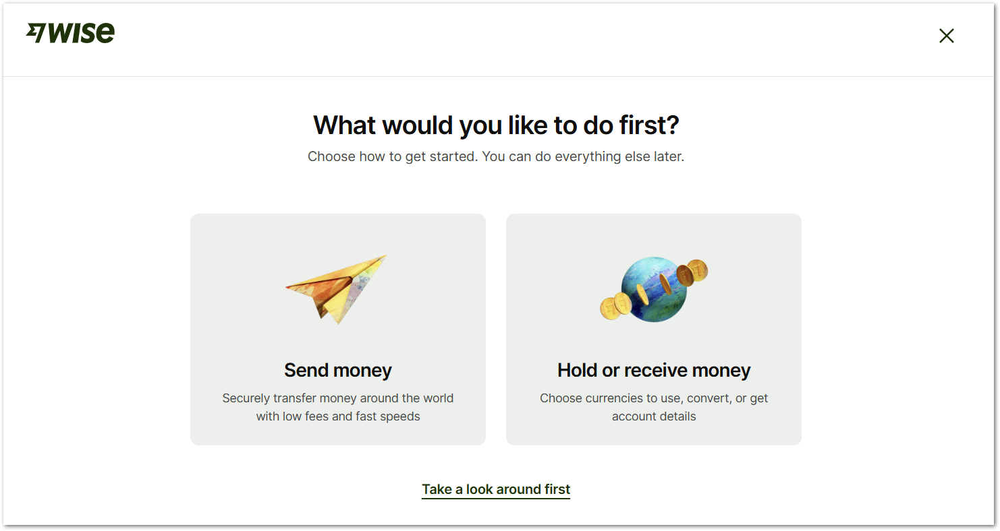 WISE
What would you like to do first?
Choose how to get started. You can do everything else later.
Send money
Securely transfer money around the world
with low fees and fast speeds
Hold or receive money
Choose currencies to use, convert, or get
account details
Take a look around first